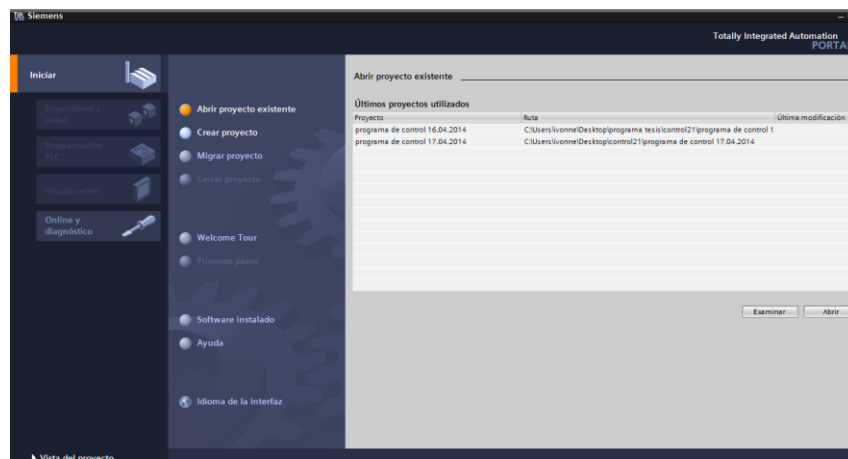 Siemens
Totally Integrated Automation
PORTA
Iniciar
Dispositivos y
redes
Programación
PLC
Visualización
Online y
diagnóstico
Abrir proyecto existente
Crear proyecto
Migrar proyecto
Cerrar proyecto
Welcome Tour
Primeros pasos
Software instalado
Ayuda
Idioma de la interfaz
Abrir proyecto existente
Últimos proyectos utilizados
Proyecto Ruta Última modificación
programa de control 16.04.2014 C:\Users\ivonne\Desktop\programa tesis\control21\programa de control 1
programa de control 17.04.2014 C:\Users\ivonne\Desktop\control21\programa de control 17.04.2014
Examinar Abrir
Vista del proyecto